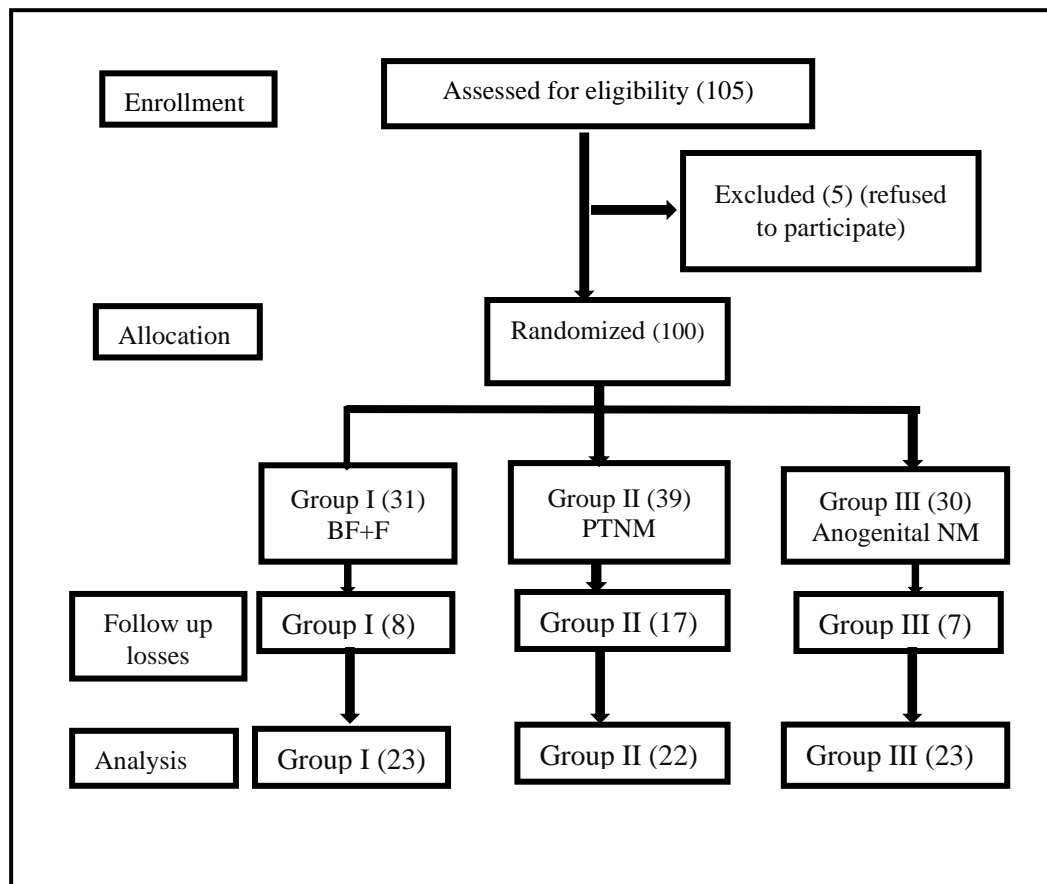 Enrollment
Assessed for eligibility (105)
Excluded (5) (refused
to participate)
Allocation
Randomized (100)
Group I (31)
BF+F
Group II (39)
PTNM
Group III (30)
Anogenital NM
Follow up
losses
Group I (8)
Group II (17)
Group III (7)
Analysis
Group I (23)
Group II (22)
Group III (23)